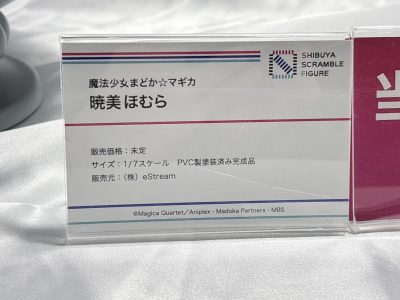 SHIBUYA
SCRAMBLE
FIGURE
魔法少女まどか☆マギカ
暁美ほむら
販売価格：未定
サイズ：1/7スケール　PVC製塗装済み完成品
販売元：（株）eStream
©Magica Quartet／Aniplex・Madoka Partners・MBS
当